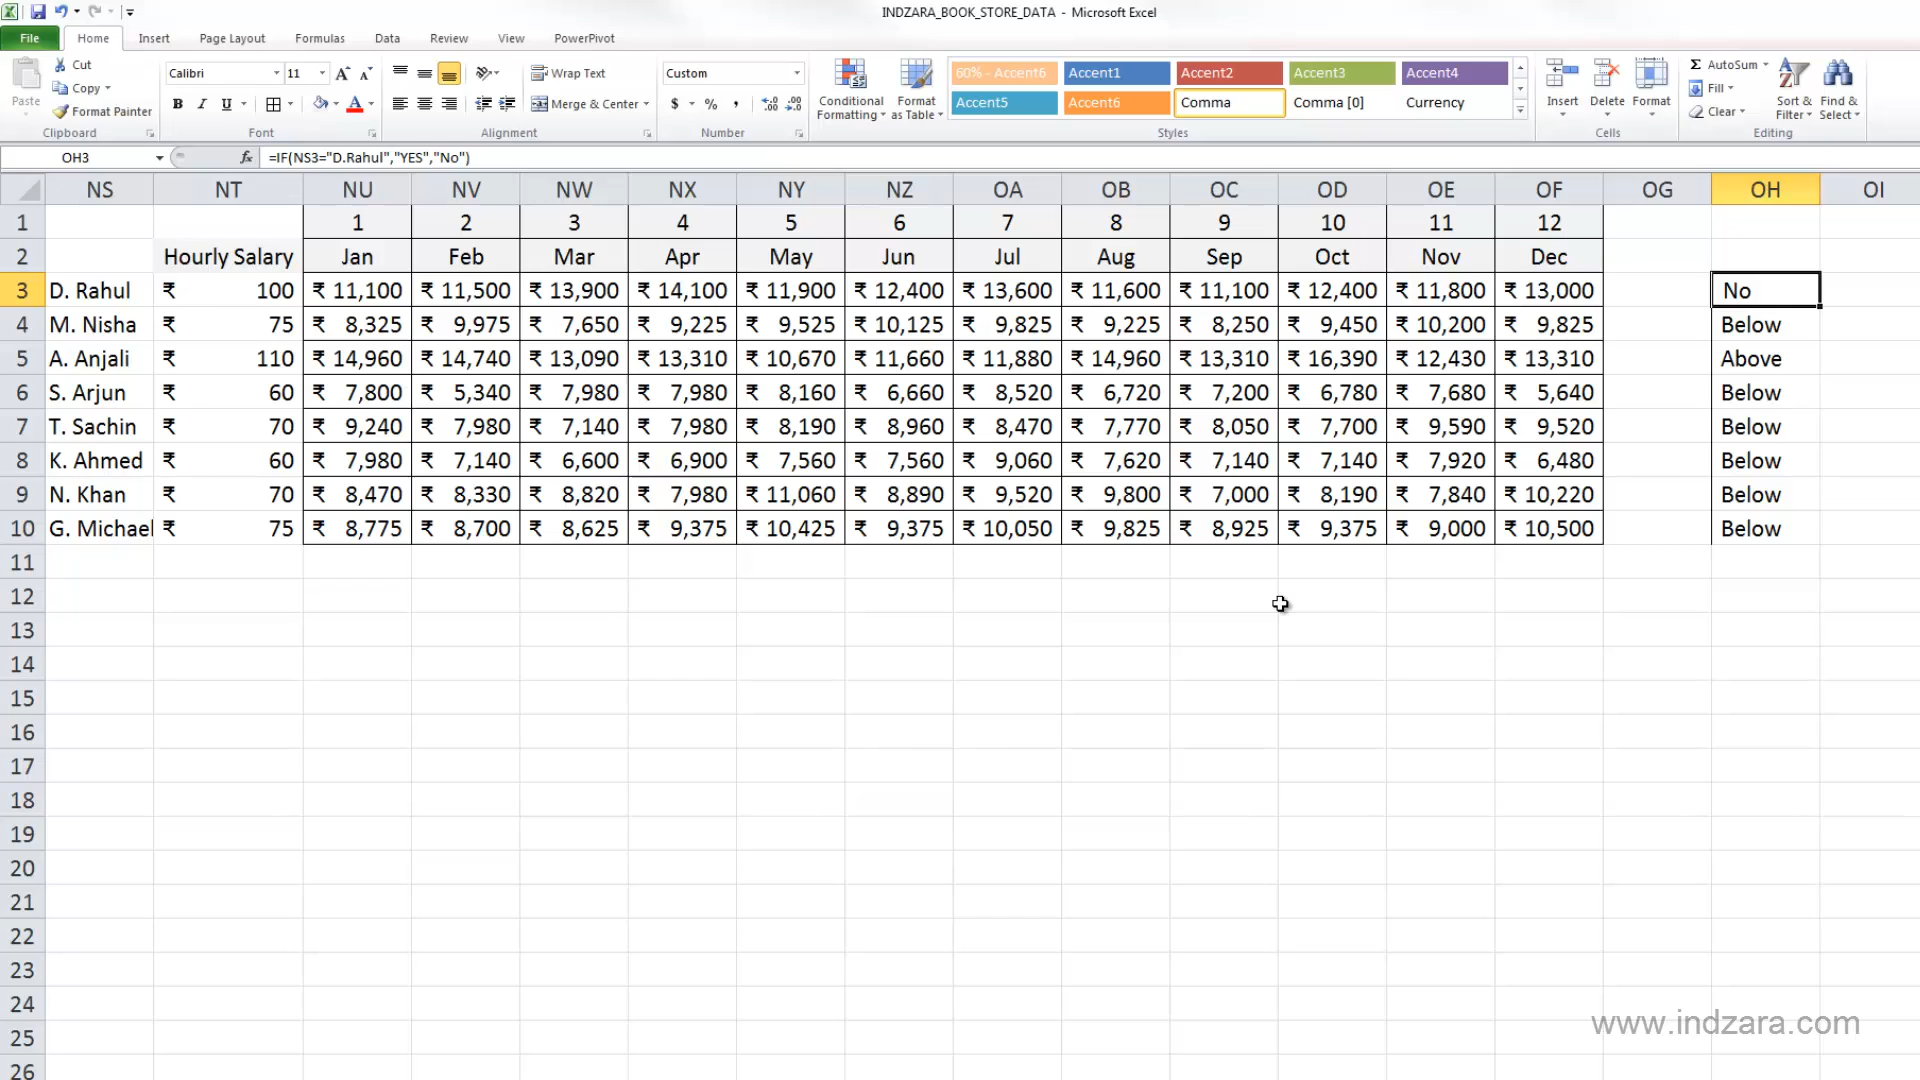 INDZARA_BOOK_STORE_DATA - Microsoft Excel
File Home Insert Page Layout Formulas Data Review View PowerPivot
Paste Cut Copy Format Painter Clipboard
Calibri 11 A A B I U A Font
Wrap Text Merge & Center Alignment
Custom $ % , Number
Conditional Formatting Format as Table
60% - Accent6 Accent1 Accent2 Accent3 Accent4
Accent5 Accent6 Comma Comma [0] Currency
Styles
Insert Delete Format Cells
Σ AutoSum Fill Clear Sort & Filter Find & Select Editing
OH3 fx =IF(NS3="D.Rahul","YES","No")
NS NT NU NV NW NX NY NZ OA OB OC OD OE OF OG OH OI
1 1 2 3 4 5 6 7 8 9 10 11 12
2 Hourly Salary Jan Feb Mar Apr May Jun Jul Aug Sep Oct Nov Dec
3 D. Rahul ₹ 100 ₹ 11,100 ₹ 11,500 ₹ 13,900 ₹ 14,100 ₹ 11,900 ₹ 12,400 ₹ 13,600 ₹ 11,600 ₹ 11,100 ₹ 12,400 ₹ 11,800 ₹ 13,000 No
4 M. Nisha ₹ 75 ₹ 8,325 ₹ 9,975 ₹ 7,650 ₹ 9,225 ₹ 9,525 ₹ 10,125 ₹ 9,825 ₹ 9,225 ₹ 8,250 ₹ 9,450 ₹ 10,200 ₹ 9,825 Below
5 A. Anjali ₹ 110 ₹ 14,960 ₹ 14,740 ₹ 13,090 ₹ 13,310 ₹ 10,670 ₹ 11,660 ₹ 11,880 ₹ 14,960 ₹ 13,310 ₹ 16,390 ₹ 12,430 ₹ 13,310 Above
6 S. Arjun ₹ 60 ₹ 7,800 ₹ 5,340 ₹ 7,980 ₹ 7,980 ₹ 8,160 ₹ 6,660 ₹ 8,520 ₹ 6,720 ₹ 7,200 ₹ 6,780 ₹ 7,680 ₹ 5,640 Below
7 T. Sachin ₹ 70 ₹ 9,240 ₹ 7,980 ₹ 7,140 ₹ 7,980 ₹ 8,190 ₹ 8,960 ₹ 8,470 ₹ 7,770 ₹ 8,050 ₹ 7,700 ₹ 9,590 ₹ 9,520 Below
8 K. Ahmed ₹ 60 ₹ 7,980 ₹ 7,140 ₹ 6,600 ₹ 6,900 ₹ 7,560 ₹ 7,560 ₹ 9,060 ₹ 7,620 ₹ 7,140 ₹ 7,140 ₹ 7,920 ₹ 6,480 Below
9 N. Khan ₹ 70 ₹ 8,470 ₹ 8,330 ₹ 8,820 ₹ 7,980 ₹ 11,060 ₹ 8,890 ₹ 9,520 ₹ 9,800 ₹ 7,000 ₹ 8,190 ₹ 7,840 ₹ 10,220 Below
10 G. Michael ₹ 75 ₹ 8,775 ₹ 8,700 ₹ 8,625 ₹ 9,375 ₹ 10,425 ₹ 9,375 ₹ 10,050 ₹ 9,825 ₹ 8,925 ₹ 9,375 ₹ 9,000 ₹ 10,500 Below
11
12
13
14
15
16
17
18
19
20
21
22
23
24
25
26
www.indzara.com